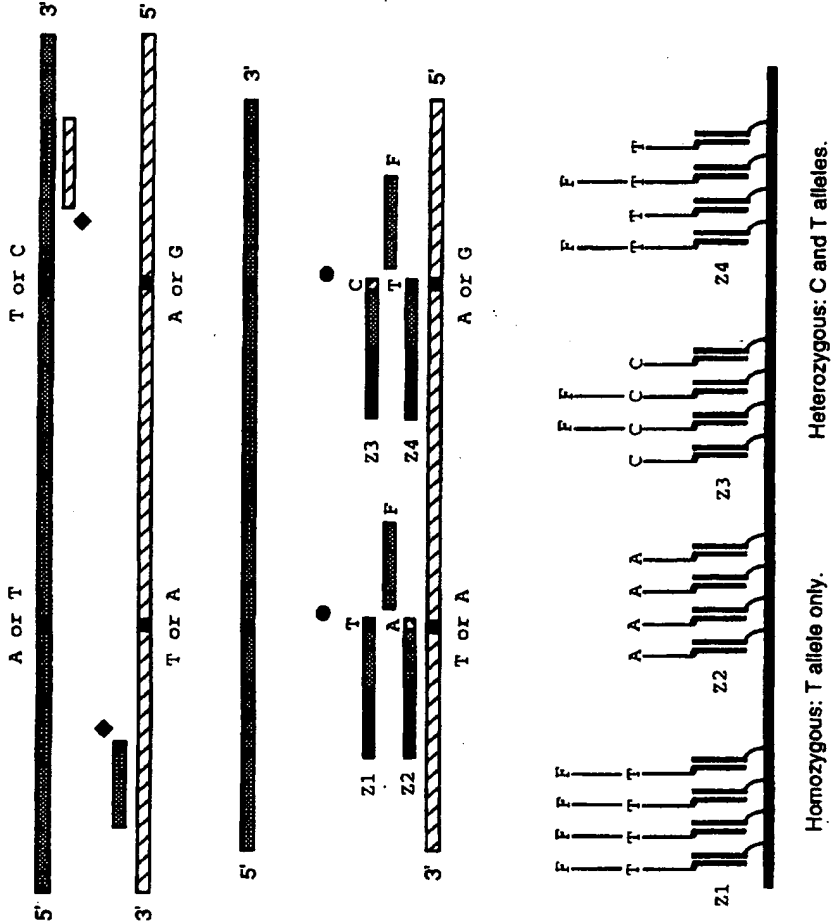 A or T T or C
5' 3'
3' 5'
T or A A or G
5' 3'
Z1 T Z3 C
Z2 A F Z4 T F
3' 5'
T or A A or G
F F F F F F F F
T T T T A A A A C C C C T T T T
Z1 Z2 Z3 Z4
Homozygous: T allele only. Heterozygous: C and T alleles.